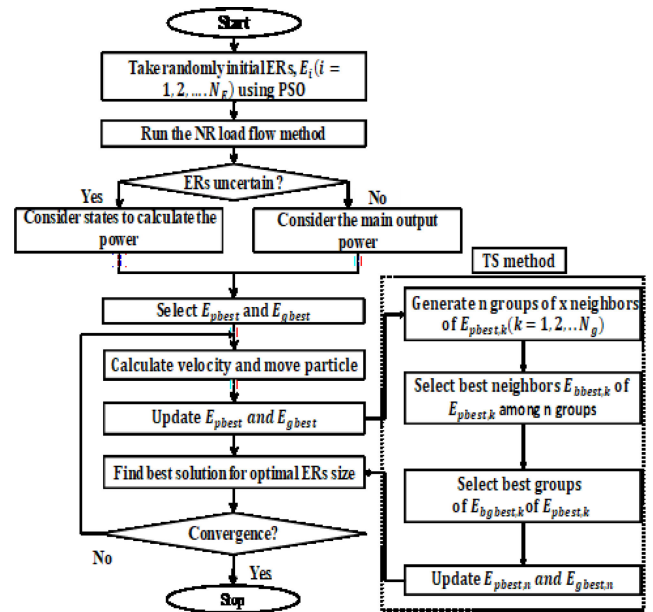 Start
Take randomly initial ERs, E_i(i =
1, 2, .... N_E) using PSO
Run the NR load flow method
ERs uncertain?
Yes
No
Consider states to calculate the
power
Consider the main output
power
Select E_pbest and E_gbest
Calculate velocity and move particle
Update E_pbest and E_gbest
Find best solution for optimal ERs size
Convergence?
No
Yes
Stop
TS method
Generate n groups of x neighbors
of E_pbest,k(k = 1, 2, ..N_g)
Select best neighbors E_bbest,k of
E_pbest,k among n groups
Select best groups
of E_bgbest,k of E_pbest,k
Update E_pbest,n and E_gbest,n